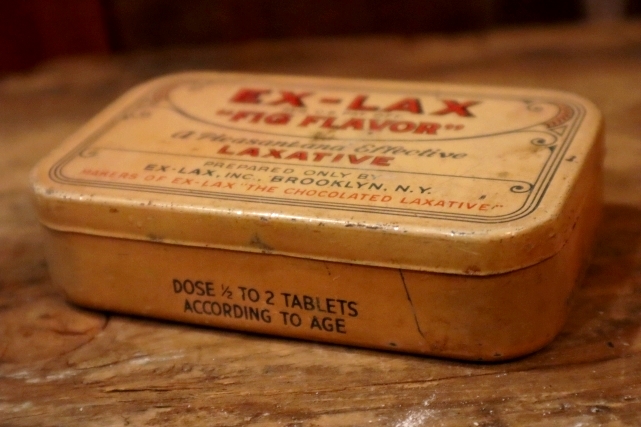 EX-LAX
"FIG FLAVOR"
A Pleasant and Effective
LAXATIVE
PREPARED ONLY BY
EX-LAX, INC., BROOKLYN, N.Y.
MAKERS OF EX-LAX "THE CHOCOLATED LAXATIVE"
DOSE ½ TO 2 TABLETS
ACCORDING TO AGE